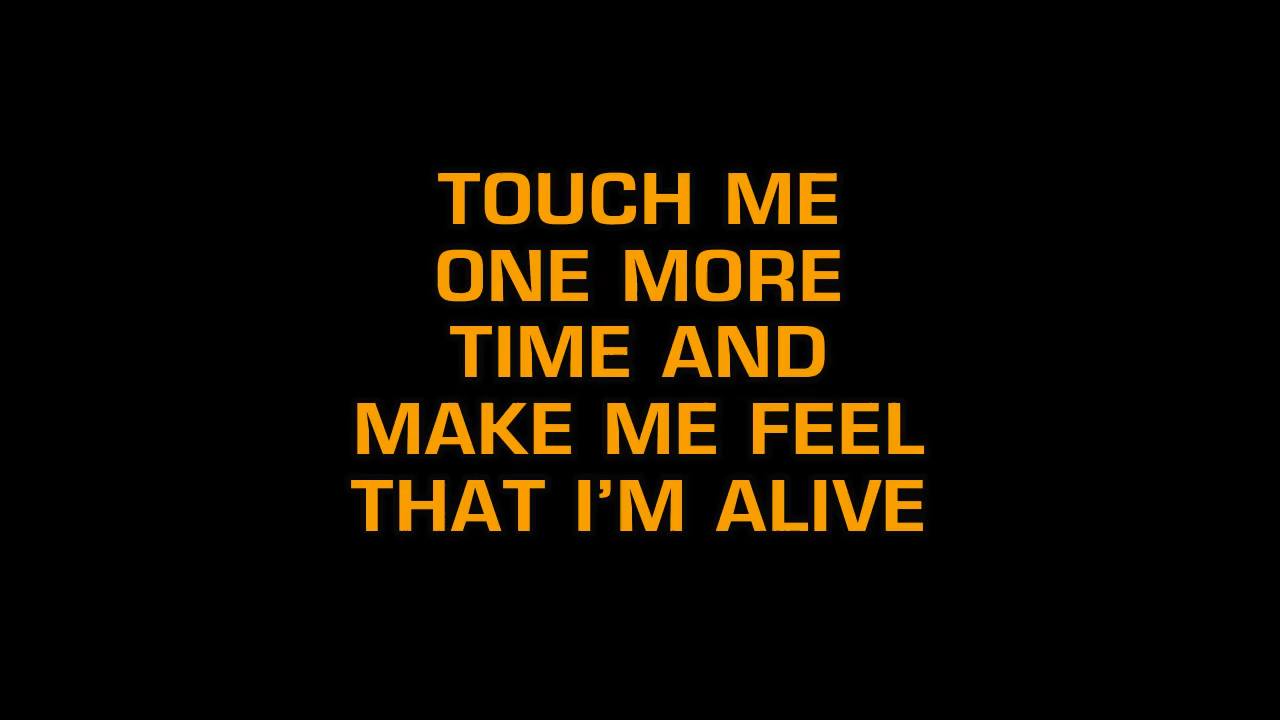 TOUCH ME
ONE MORE
TIME AND
MAKE ME FEEL
THAT I’M ALIVE